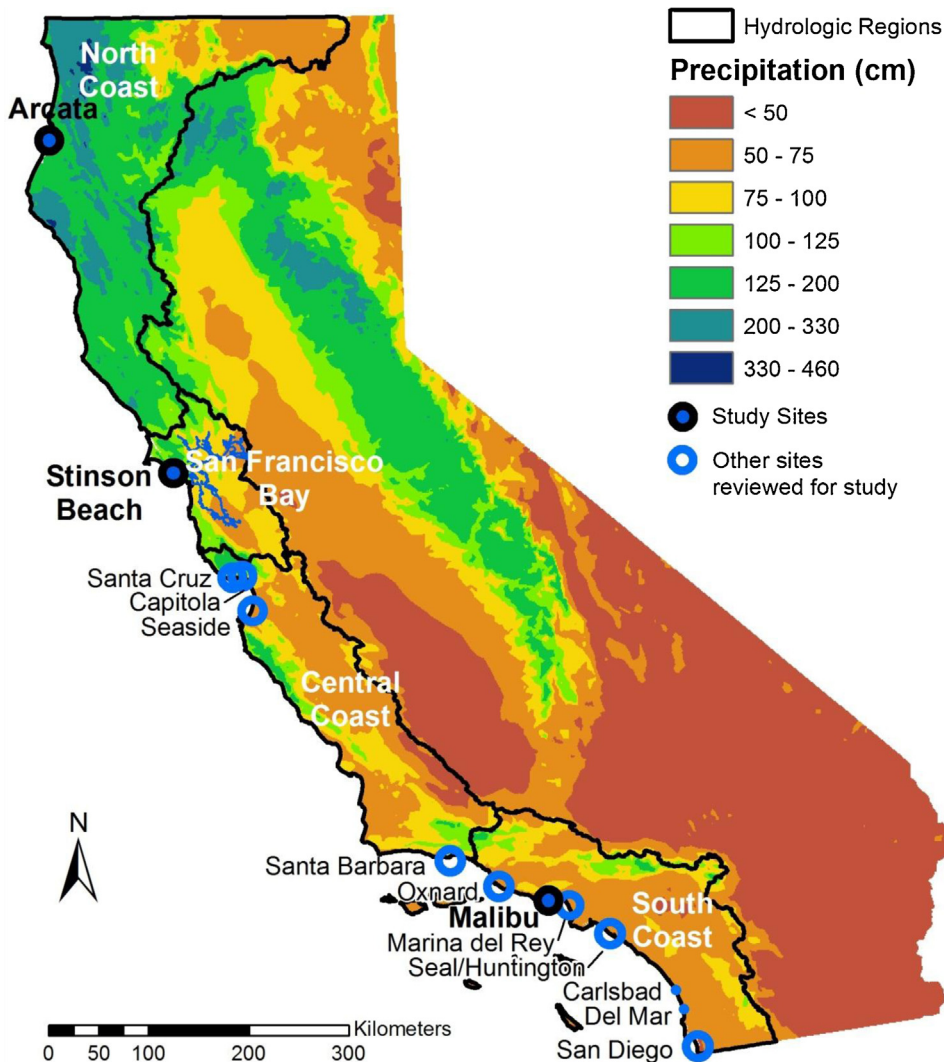 Hydrologic Regions
Precipitation (cm)
< 50
50 - 75
75 - 100
100 - 125
125 - 200
200 - 330
330 - 460
Study Sites
Other sites
reviewed for study
North
Coast
Arcata
San Francisco
Bay
Stinson
Beach
Santa Cruz
Capitola
Seaside
Central
Coast
N
Santa Barbara
Oxnard
Malibu
South
Coast
Marina del Rey
Seal/Huntington
Carlsbad
Del Mar
San Diego
Kilometers
0 50 100 200 300